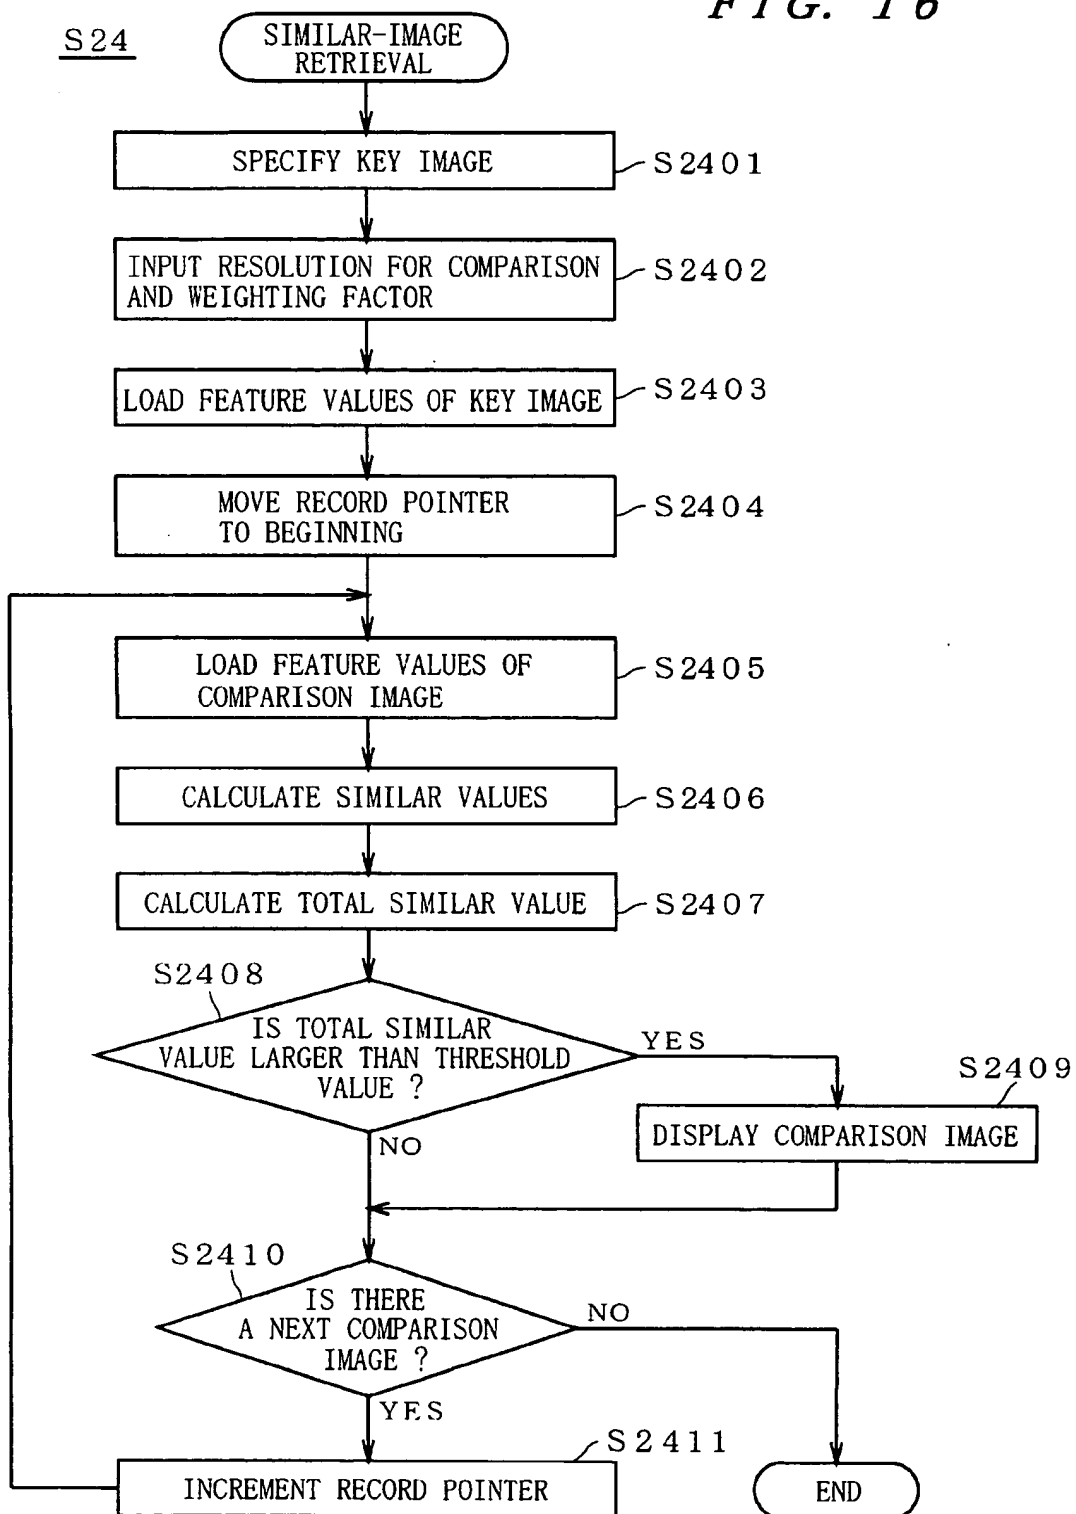 FIG. 16
S24
SIMILAR-IMAGE
RETRIEVAL
SPECIFY KEY IMAGE
S2401
INPUT RESOLUTION FOR COMPARISON
AND WEIGHTING FACTOR
S2402
LOAD FEATURE VALUES OF KEY IMAGE
S2403
MOVE RECORD POINTER
TO BEGINNING
S2404
LOAD FEATURE VALUES OF
COMPARISON IMAGE
S2405
CALCULATE SIMILAR VALUES
S2406
CALCULATE TOTAL SIMILAR VALUE
S2407
S2408
IS TOTAL SIMILAR
VALUE LARGER THAN THRESHOLD
VALUE ?
YES
S2409
DISPLAY COMPARISON IMAGE
NO
S2410
IS THERE
A NEXT COMPARISON
IMAGE ?
NO
YES
S2411
INCREMENT RECORD POINTER
END